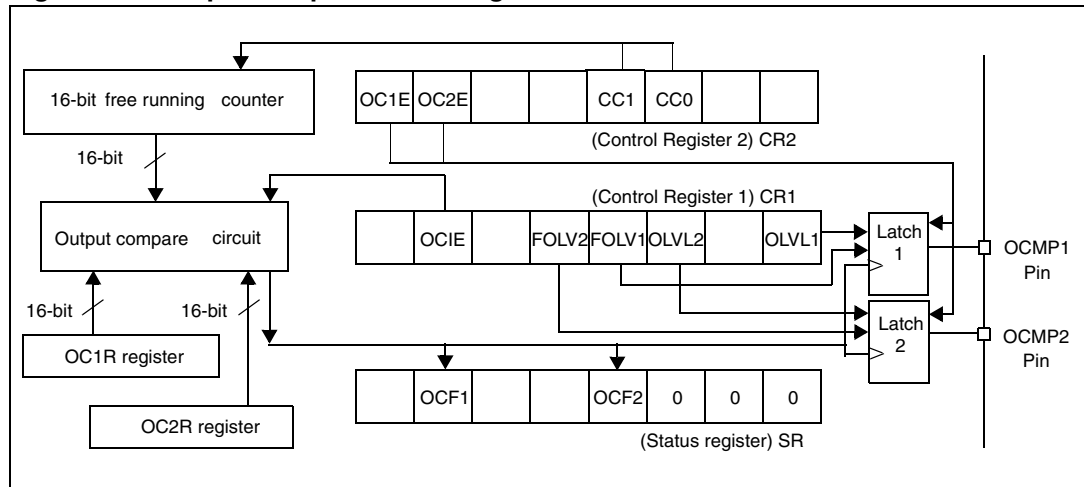 16-bit free running counter
OC1E OC2E CC1 CC0
(Control Register 2) CR2
16-bit
(Control Register 1) CR1
Output compare circuit
OCIE FOLV2 FOLV1 OLVL2 OLVL1
Latch
1
OCMP1
Pin
16-bit 16-bit
OC1R register
Latch
2
OCMP2
Pin
OCF1 OCF2 0 0 0
OC2R register
(Status register) SR